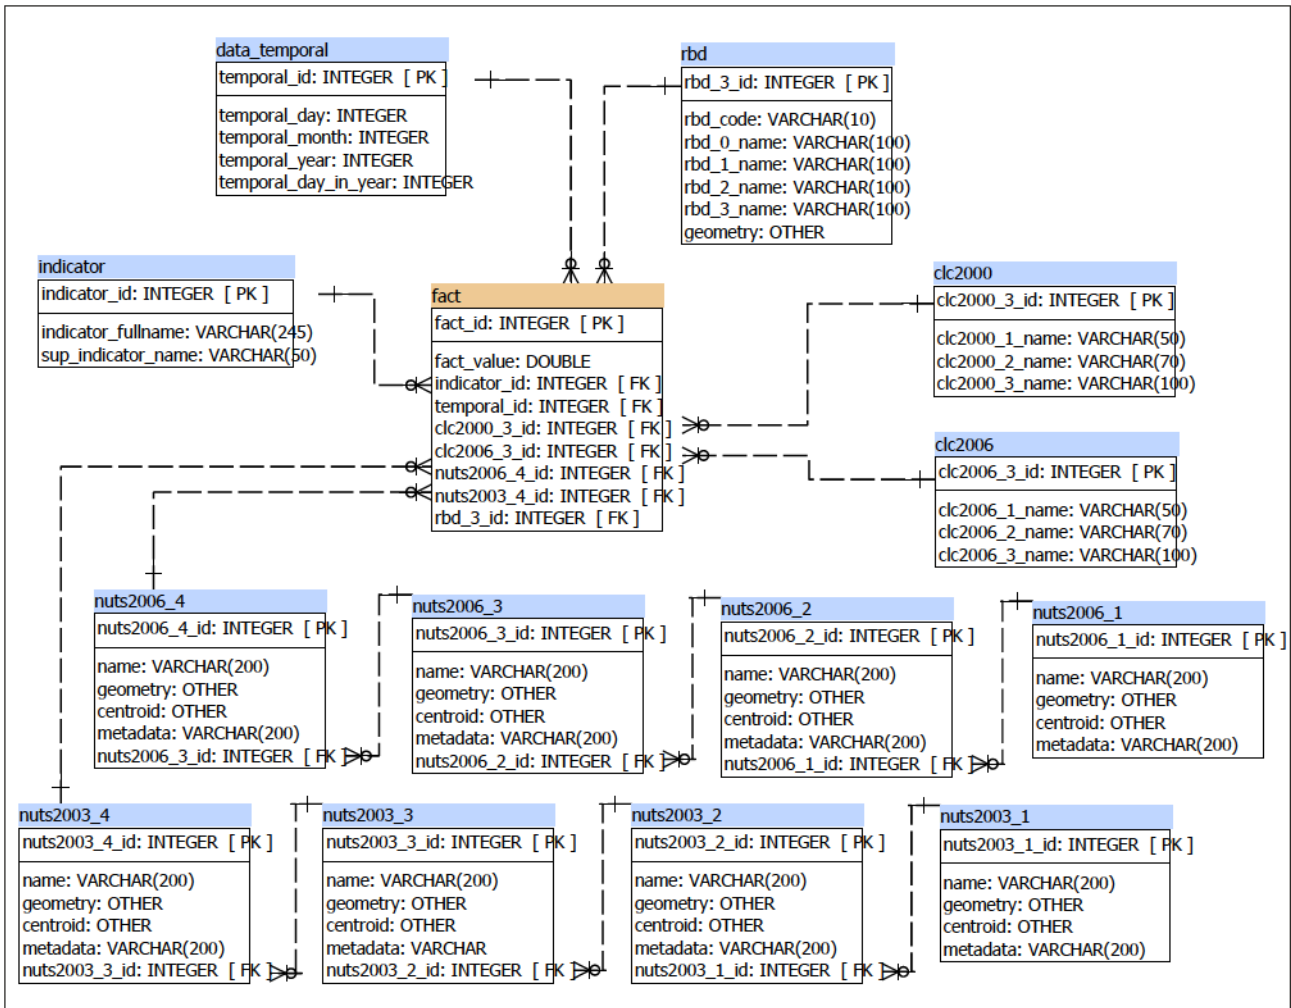 data_temporal
temporal_id: INTEGER [ PK ]
temporal_day: INTEGER
temporal_month: INTEGER
temporal_year: INTEGER
temporal_day_in_year: INTEGER
rbd
rbd_3_id: INTEGER [ PK ]
rbd_code: VARCHAR(10)
rbd_0_name: VARCHAR(100)
rbd_1_name: VARCHAR(100)
rbd_2_name: VARCHAR(100)
rbd_3_name: VARCHAR(100)
geometry: OTHER
indicator
indicator_id: INTEGER [ PK ]
indicator_fullname: VARCHAR(245)
sup_indicator_name: VARCHAR(50)
fact
fact_id: INTEGER [ PK ]
fact_value: DOUBLE
indicator_id: INTEGER [ FK ]
temporal_id: INTEGER [ FK ]
clc2000_3_id: INTEGER [ FK ]
clc2006_3_id: INTEGER [ FK ]
nuts2006_4_id: INTEGER [ FK ]
nuts2003_4_id: INTEGER [ FK ]
rbd_3_id: INTEGER [ FK ]
clc2000
clc2000_3_id: INTEGER [ PK ]
clc2000_1_name: VARCHAR(50)
clc2000_2_name: VARCHAR(70)
clc2000_3_name: VARCHAR(100)
clc2006
clc2006_3_id: INTEGER [ PK ]
clc2006_1_name: VARCHAR(50)
clc2006_2_name: VARCHAR(70)
clc2006_3_name: VARCHAR(100)
nuts2006_4
nuts2006_4_id: INTEGER [ PK ]
name: VARCHAR(200)
geometry: OTHER
centroid: OTHER
metadata: VARCHAR(200)
nuts2006_3_id: INTEGER [ FK ]
nuts2006_3
nuts2006_3_id: INTEGER [ PK ]
name: VARCHAR(200)
geometry: OTHER
centroid: OTHER
metadata: VARCHAR(200)
nuts2006_2_id: INTEGER [ FK ]
nuts2006_2
nuts2006_2_id: INTEGER [ PK ]
name: VARCHAR(200)
geometry: OTHER
centroid: OTHER
metadata: VARCHAR(200)
nuts2006_1_id: INTEGER [ FK ]
nuts2006_1
nuts2006_1_id: INTEGER [ PK ]
name: VARCHAR(200)
geometry: OTHER
centroid: OTHER
metadata: VARCHAR(200)
nuts2003_4
nuts2003_4_id: INTEGER [ PK ]
name: VARCHAR(200)
geometry: OTHER
centroid: OTHER
metadata: VARCHAR(200)
nuts2003_3_id: INTEGER [ FK ]
nuts2003_3
nuts2003_3_id: INTEGER [ PK ]
name: VARCHAR(200)
geometry: OTHER
centroid: OTHER
metadata: VARCHAR
nuts2003_2_id: INTEGER [ FK ]
nuts2003_2
nuts2003_2_id: INTEGER [ PK ]
name: VARCHAR(200)
geometry: OTHER
centroid: OTHER
metadata: VARCHAR(200)
nuts2003_1_id: INTEGER [ FK ]
nuts2003_1
nuts2003_1_id: INTEGER [ PK ]
name: VARCHAR(200)
geometry: OTHER
centroid: OTHER
metadata: VARCHAR(200)